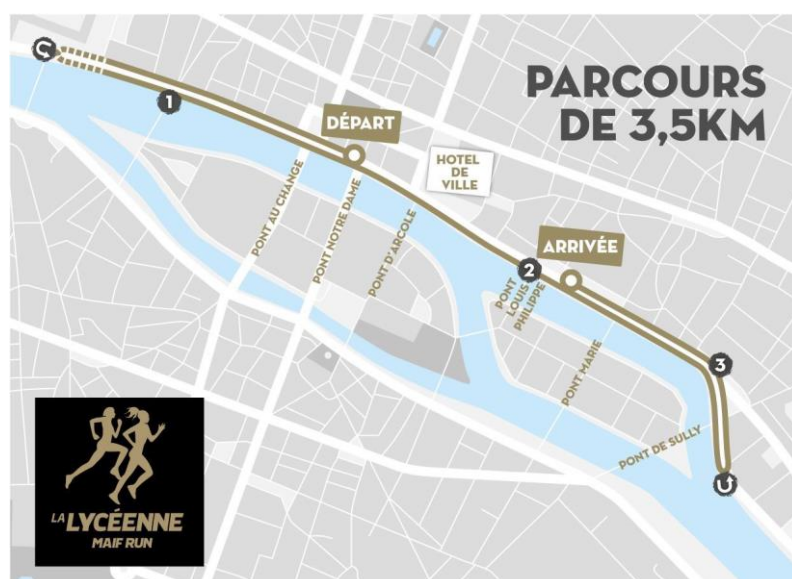 PARCOURS
DE 3,5KM
1
DÉPART
HOTEL
DE
VILLE
PONT AU CHANGE
PONT NOTRE DAME
PONT D'ARCOLE
ARRIVÉE
2
PONT
LOUIS
PHILIPPE
PONT MARIE
3
PONT DE SULLY
LA LYCÉENNE
MAIF RUN